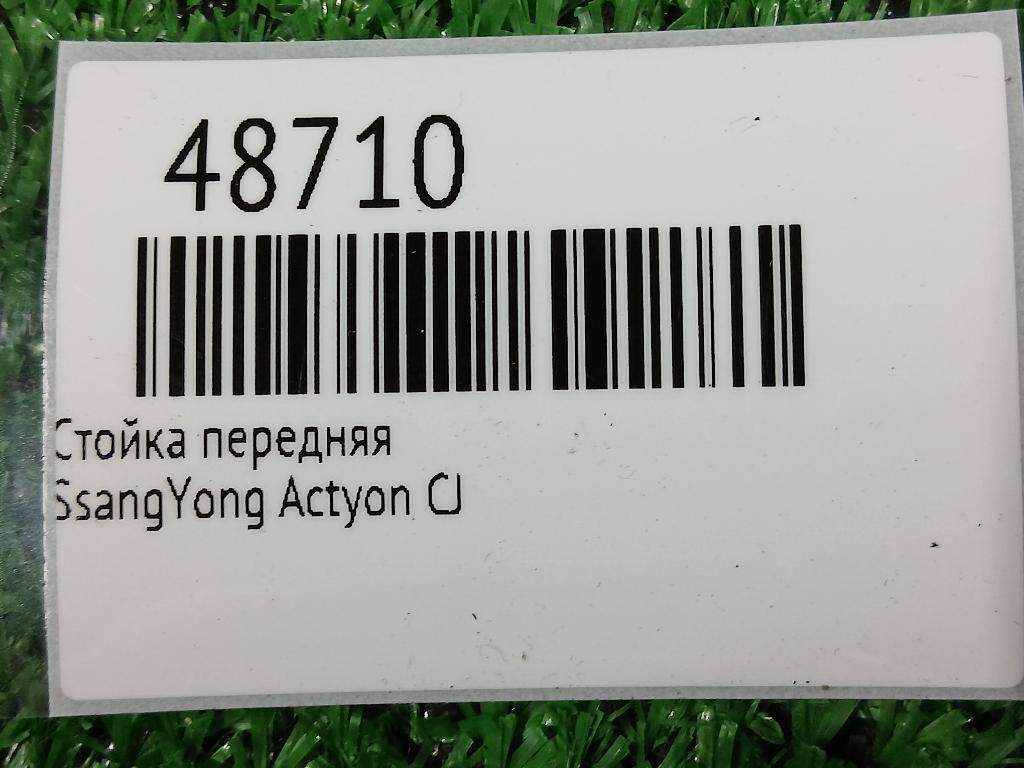 48710
Стойка передняя
SsangYong Actyon CJ